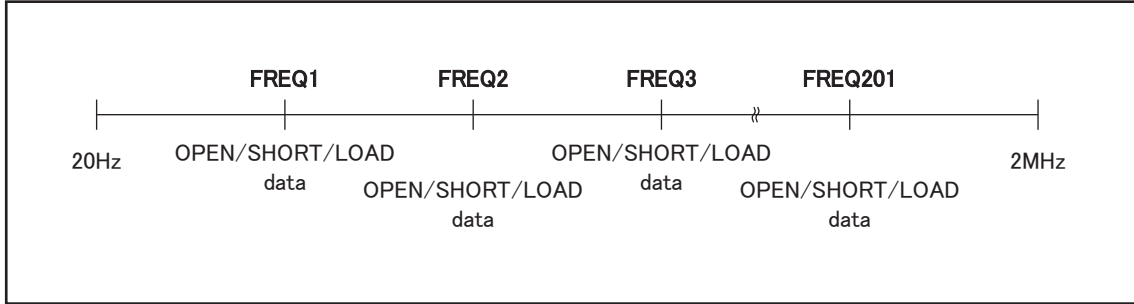 FREQ1 FREQ2 FREQ3 FREQ201
20Hz OPEN/SHORT/LOAD OPEN/SHORT/LOAD 2MHz
data data
OPEN/SHORT/LOAD OPEN/SHORT/LOAD
data data